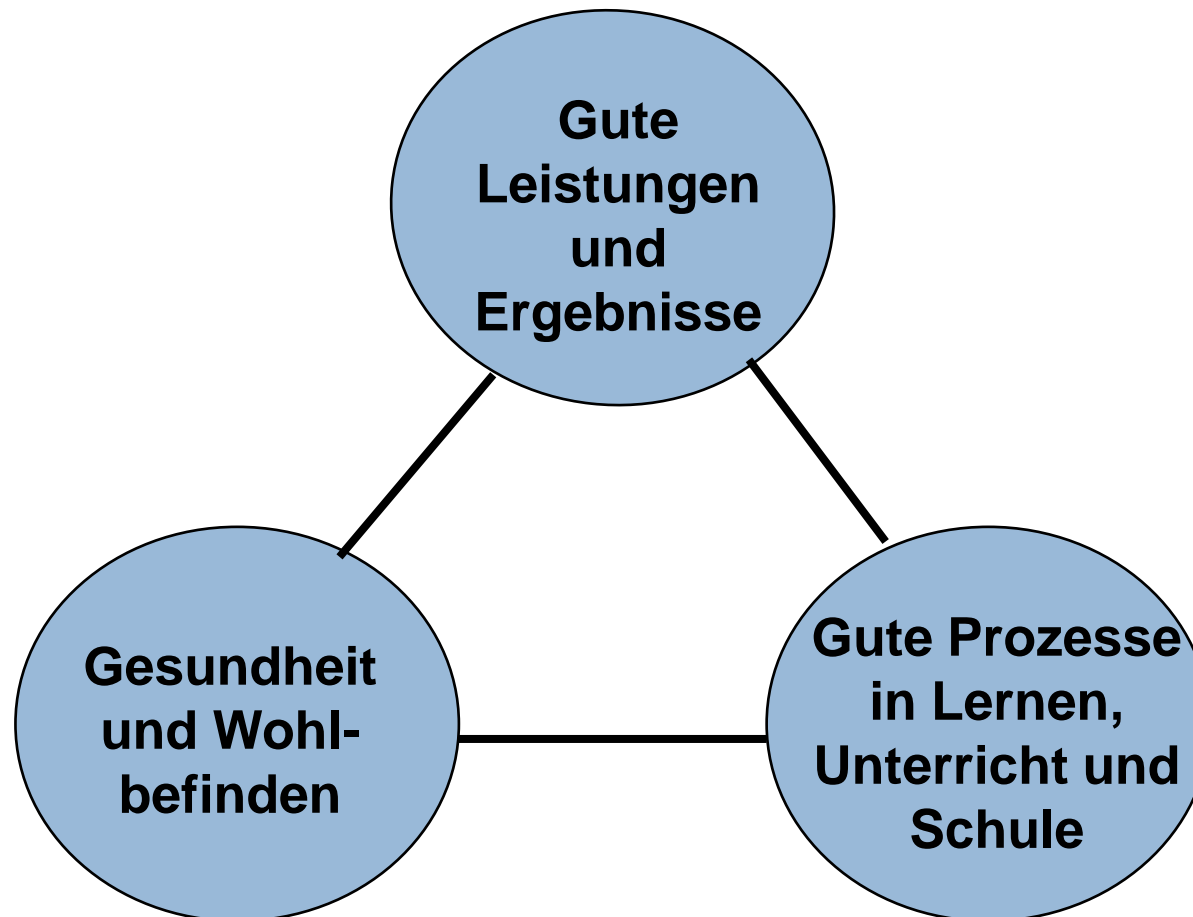 Gute
Leistungen
und
Ergebnisse
Gesundheit
und Wohl-
befinden
Gute Prozesse
in Lernen,
Unterricht und
Schule